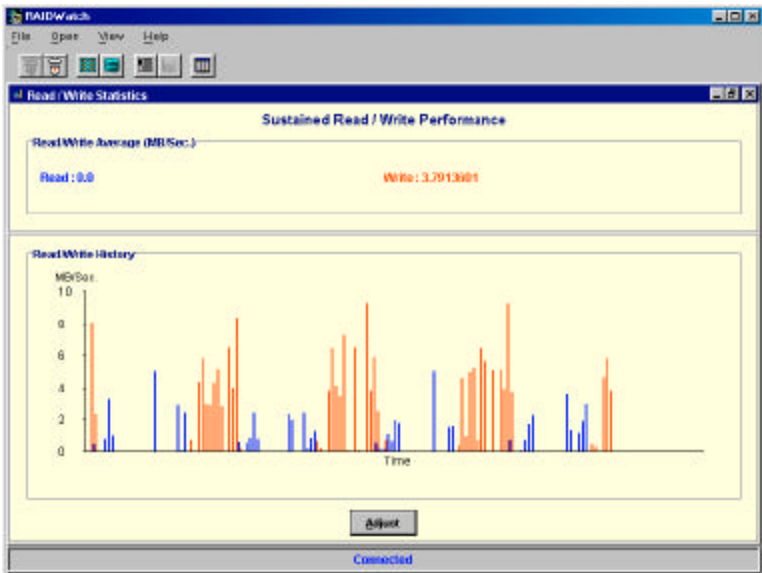 RAIDWatch
File Open View Help
Read / Write Statistics
Sustained Read / Write Performance
Read/Write Average (MB/Sec.)
Read : 0.0 Write : 3.7913601
Read/Write History
MB/Sec.
10
8
6
4
2
0
Time
Adjust
Connected